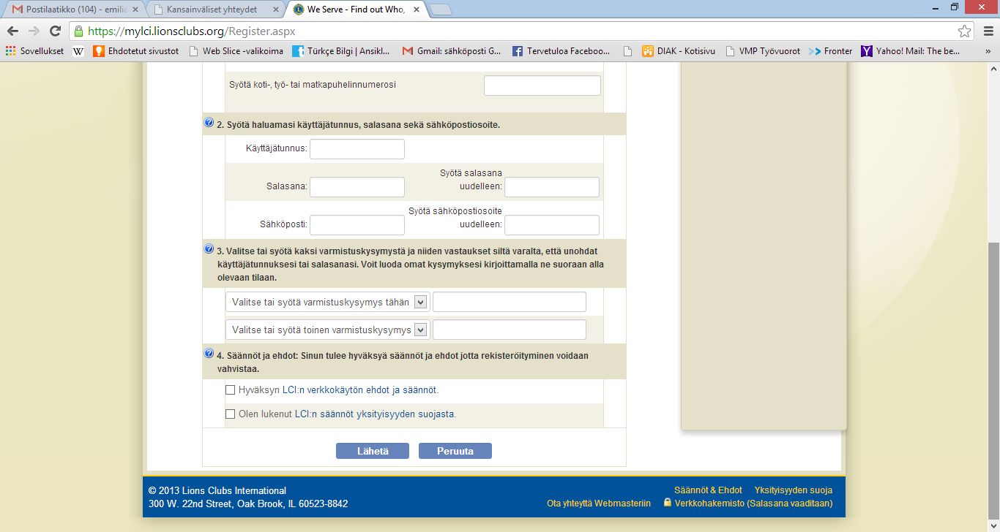 Postilaatikko (104) - emilia
Kansainväliset yhteydet
We Serve - Find out Who,
https://mylci.lionsclubs.org/Register.aspx
Sovellukset W Ehdotetut sivustot Web Slice -valikoima Türkçe Bilgi | Ansikl... Gmail: sähköposti G... Tervetuloa Faceboo... DIAK - Kotisivu VMP Työvuorot Fronter Yahoo! Mail: The be... »
Syötä koti-, työ- tai matkapuhelinnumerosi
2. Syötä haluamasi käyttäjätunnus, salasana sekä sähköpostiosoite.
Käyttäjätunnus:
Salasana:
Syötä salasana
uudelleen:
Sähköposti:
Syötä sähköpostiosoite
uudelleen:
3. Valitse tai syötä kaksi varmistuskysymystä ja niiden vastaukset siltä varalta, että unohdat
käyttäjätunnuksesi tai salasanasi. Voit luoda omat kysymyksesi kirjoittamalla ne suoraan alla
olevaan tilaan.
Valitse tai syötä varmistuskysymys tähän
Valitse tai syötä toinen varmistuskysymys
4. Säännöt ja ehdot: Sinun tulee hyväksyä säännöt ja ehdot jotta rekisteröityminen voidaan
vahvistaa.
Hyväksyn LCI:n verkkokäytön ehdot ja säännöt.
Olen lukenut LCI:n säännöt yksityisyyden suojasta.
Lähetä Peruuta
© 2013 Lions Clubs International
300 W. 22nd Street, Oak Brook, IL 60523-8842
Säännöt & Ehdot Yksityisyyden suoja
Ota yhteyttä Webmasteriin Verkkohakemisto (Salasana vaaditaan)